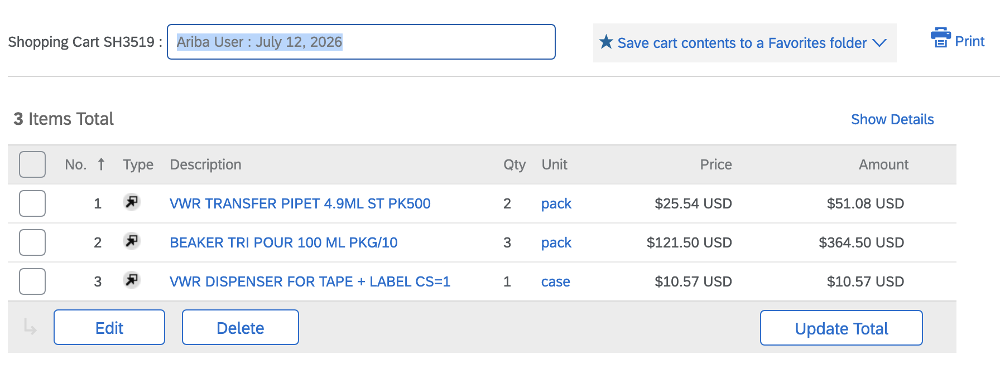 Shopping Cart SH3519 : Ariba User : July 12, 2026 Save cart contents to a Favorites folder Print
3 Items Total Show Details
No. ↑ Type Description Qty Unit Price Amount
1 VWR TRANSFER PIPET 4.9ML ST PK500 2 pack $25.54 USD $51.08 USD
2 BEAKER TRI POUR 100 ML PKG/10 3 pack $121.50 USD $364.50 USD
3 VWR DISPENSER FOR TAPE + LABEL CS=1 1 case $10.57 USD $10.57 USD
Edit Delete Update Total